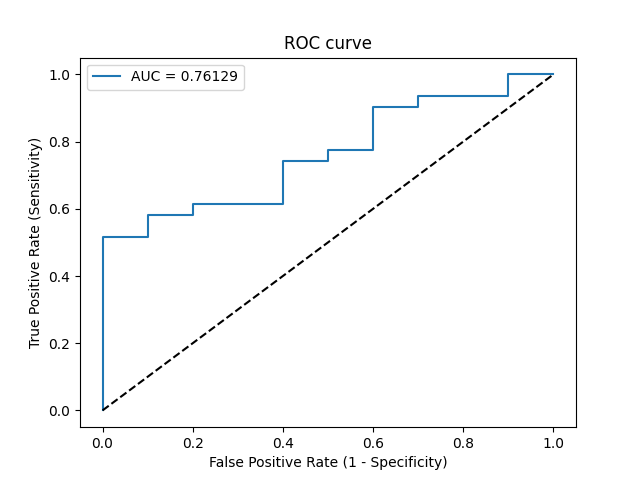 ROC curve
AUC = 0.76129
1.0
0.8
0.6
0.4
0.2
0.0
True Positive Rate (Sensitivity)
0.0 0.2 0.4 0.6 0.8 1.0
False Positive Rate (1 - Specificity)